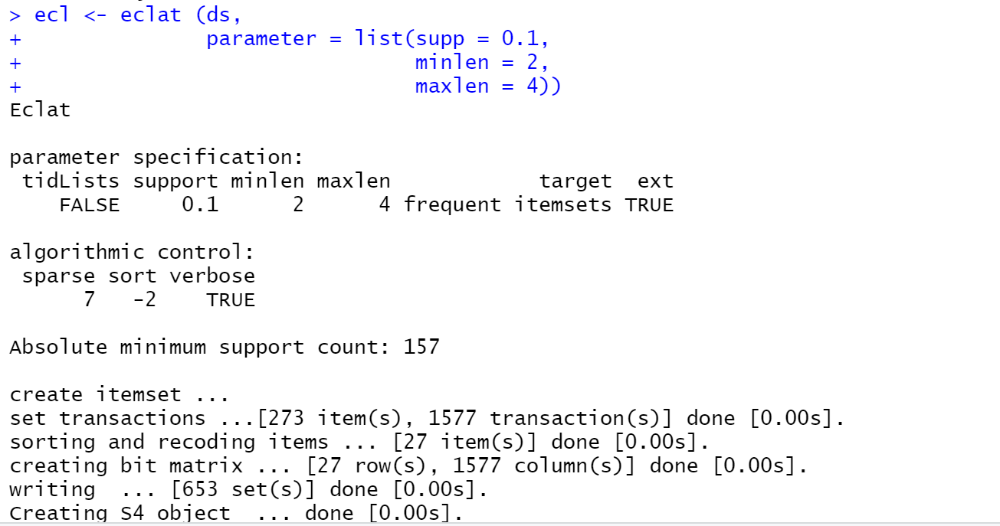 > ecl <- eclat (ds,
+               parameter = list(supp = 0.1,
+                                minlen = 2,
+                                maxlen = 4))
Eclat
parameter specification:
 tidLists support minlen maxlen            target  ext
    FALSE     0.1      2      4 frequent itemsets TRUE
algorithmic control:
 sparse sort verbose
      7   -2    TRUE
Absolute minimum support count: 157
create itemset ...
set transactions ...[273 item(s), 1577 transaction(s)] done [0.00s].
sorting and recoding items ... [27 item(s)] done [0.00s].
creating bit matrix ... [27 row(s), 1577 column(s)] done [0.00s].
writing  ... [653 set(s)] done [0.00s].
Creating S4 object  ... done [0.00s].